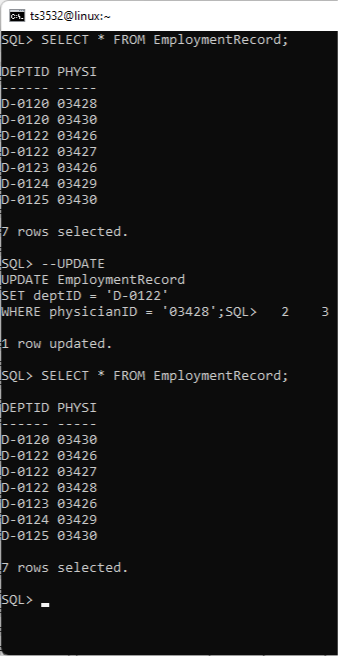 ts3532@linux:~
SQL> SELECT * FROM EmploymentRecord;
DEPTID PHYSI
------ -----
D-0120 03428
D-0120 03430
D-0122 03426
D-0122 03427
D-0123 03426
D-0124 03429
D-0125 03430
7 rows selected.
SQL> --UPDATE
UPDATE EmploymentRecord
SET deptID = 'D-0122'
WHERE physicianID = '03428';SQL>   2    3
1 row updated.
SQL> SELECT * FROM EmploymentRecord;
DEPTID PHYSI
------ -----
D-0120 03430
D-0122 03426
D-0122 03427
D-0122 03428
D-0123 03426
D-0124 03429
D-0125 03430
7 rows selected.
SQL>